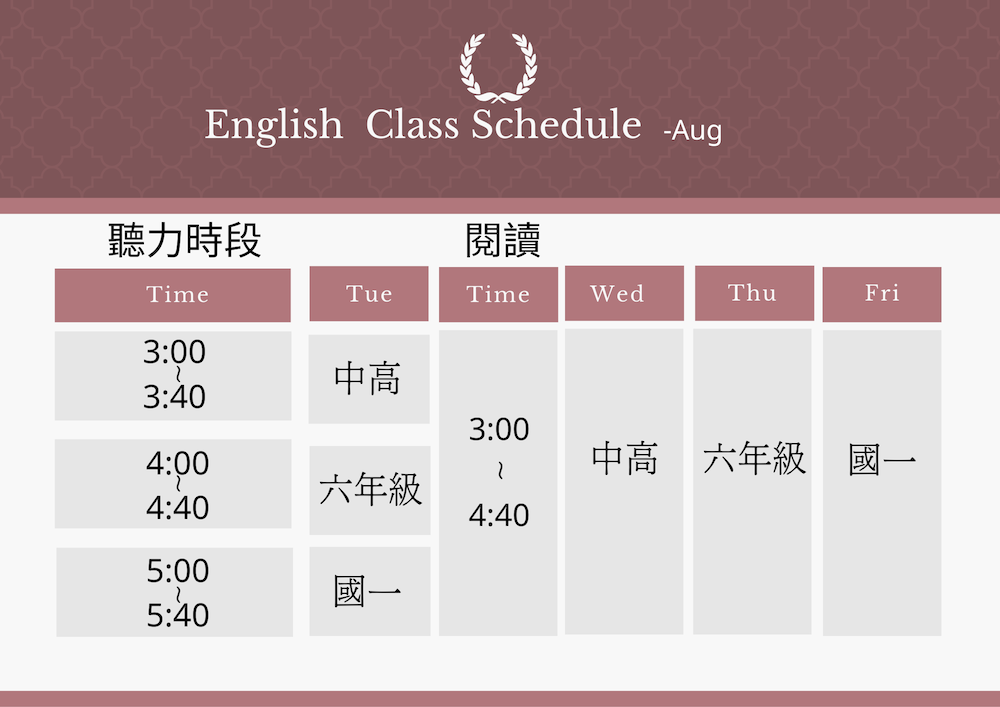 English Class Schedule -Aug
聽力時段
閱讀
Time
Tue
Time
Wed
Thu
Fri
3:00
~
3:40
中高
4:00
~
4:40
六年級
5:00
~
5:40
國一
3:00
~
4:40
中高
六年級
國一